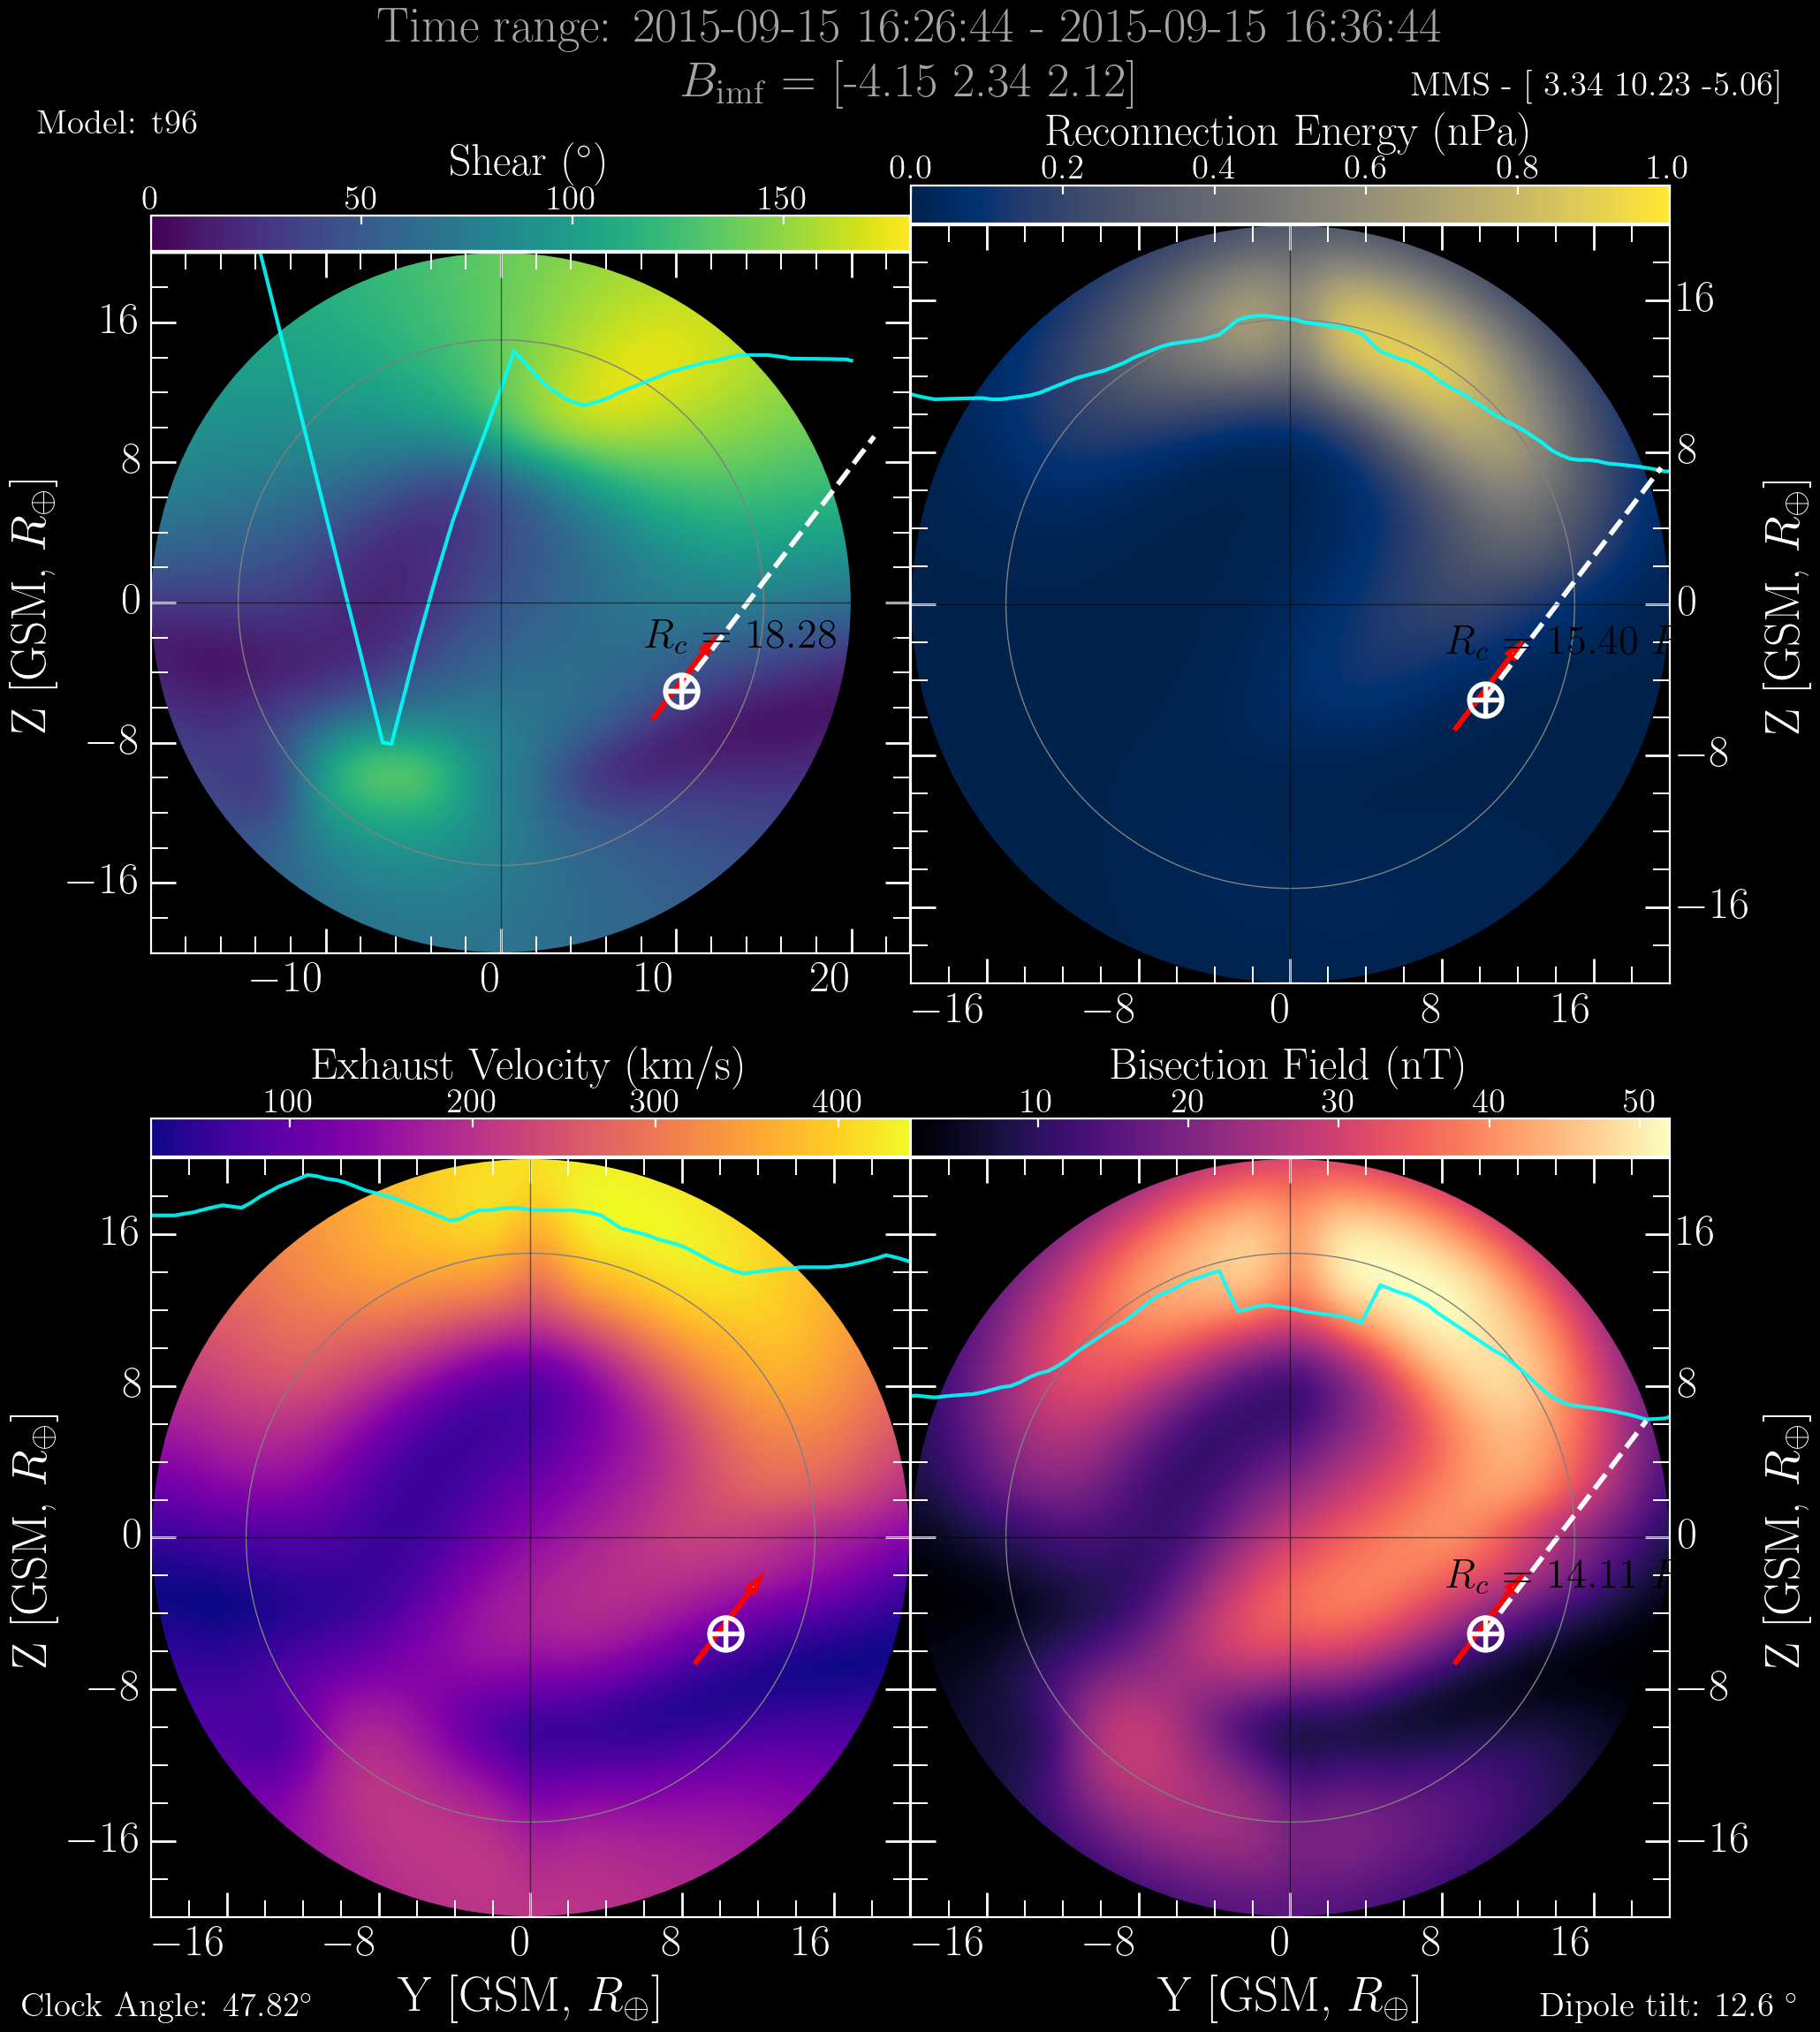 Time range: 2015-09-15 16:26:44 - 2015-09-15 16:36:44
B_imf = [-4.15 2.34 2.12]
MMS - [ 3.34 10.23 -5.06]
Model: t96
Shear (°)
0 50 100 150
Reconnection Energy (nPa)
0.0 0.2 0.4 0.6 0.8 1.0
Z [GSM, R⊕]
16
8
0
−8
−16
R_c = 18.28
−10 0 10 20
R_c = 15.40
16
8
0
−8
−16
Z [GSM, R⊕]
−16 −8 0 8 16
Exhaust Velocity (km/s)
100 200 300 400
Bisection Field (nT)
10 20 30 40 50
Z [GSM, R⊕]
16
8
0
−8
−16
−16 −8 0 8 16
Y [GSM, R⊕]
R_c = 14.11
16
8
0
−8
−16
Z [GSM, R⊕]
−16 −8 0 8 16
Y [GSM, R⊕]
Clock Angle: 47.82°
Dipole tilt: 12.6 °